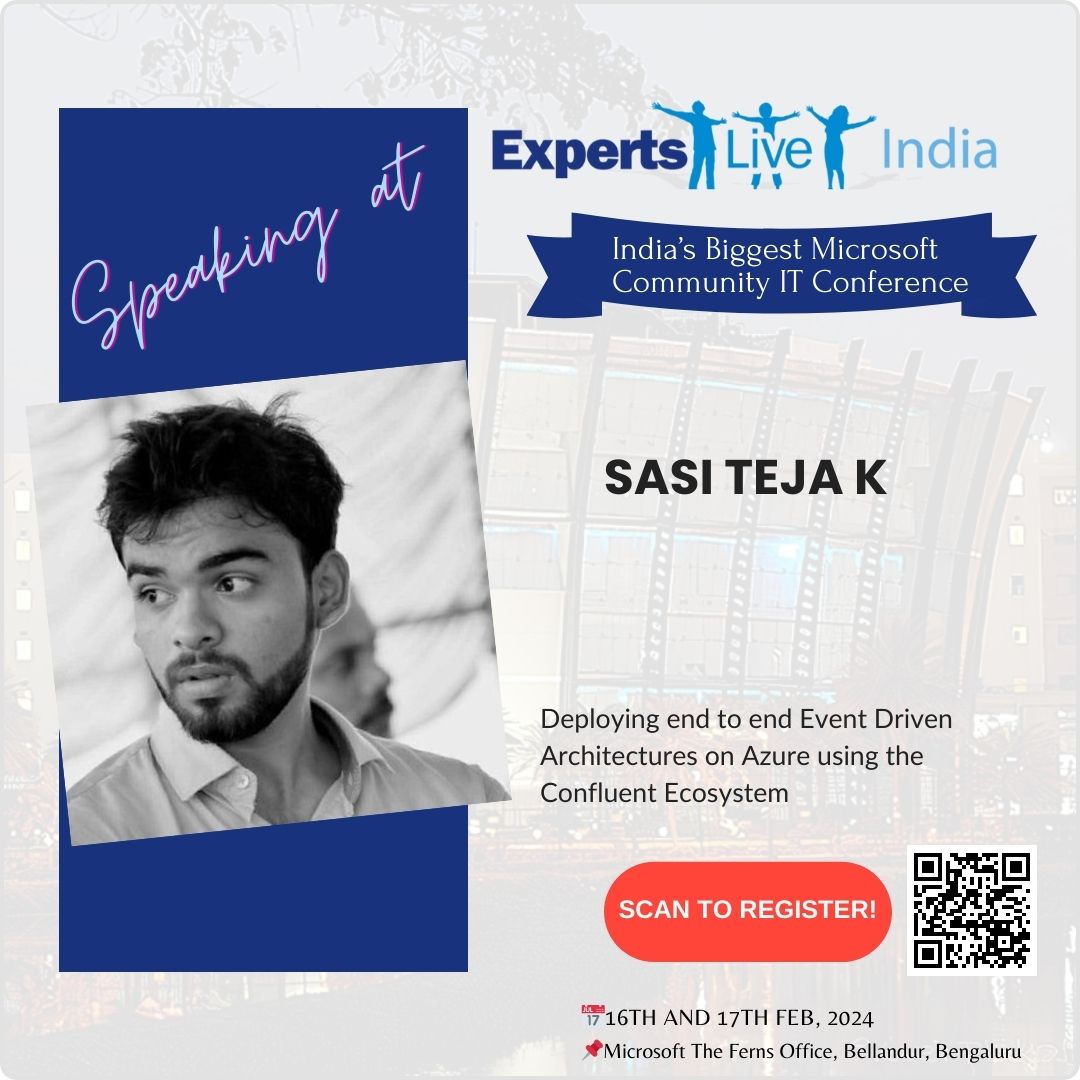 Speaking at
Experts Live India
India’s Biggest Microsoft
Community IT Conference
SASI TEJA K
Deploying end to end Event Driven
Architectures on Azure using the
Confluent Ecosystem
SCAN TO REGISTER!
JUL
17
16TH AND 17TH FEB, 2024
Microsoft The Ferns Office, Bellandur, Bengaluru